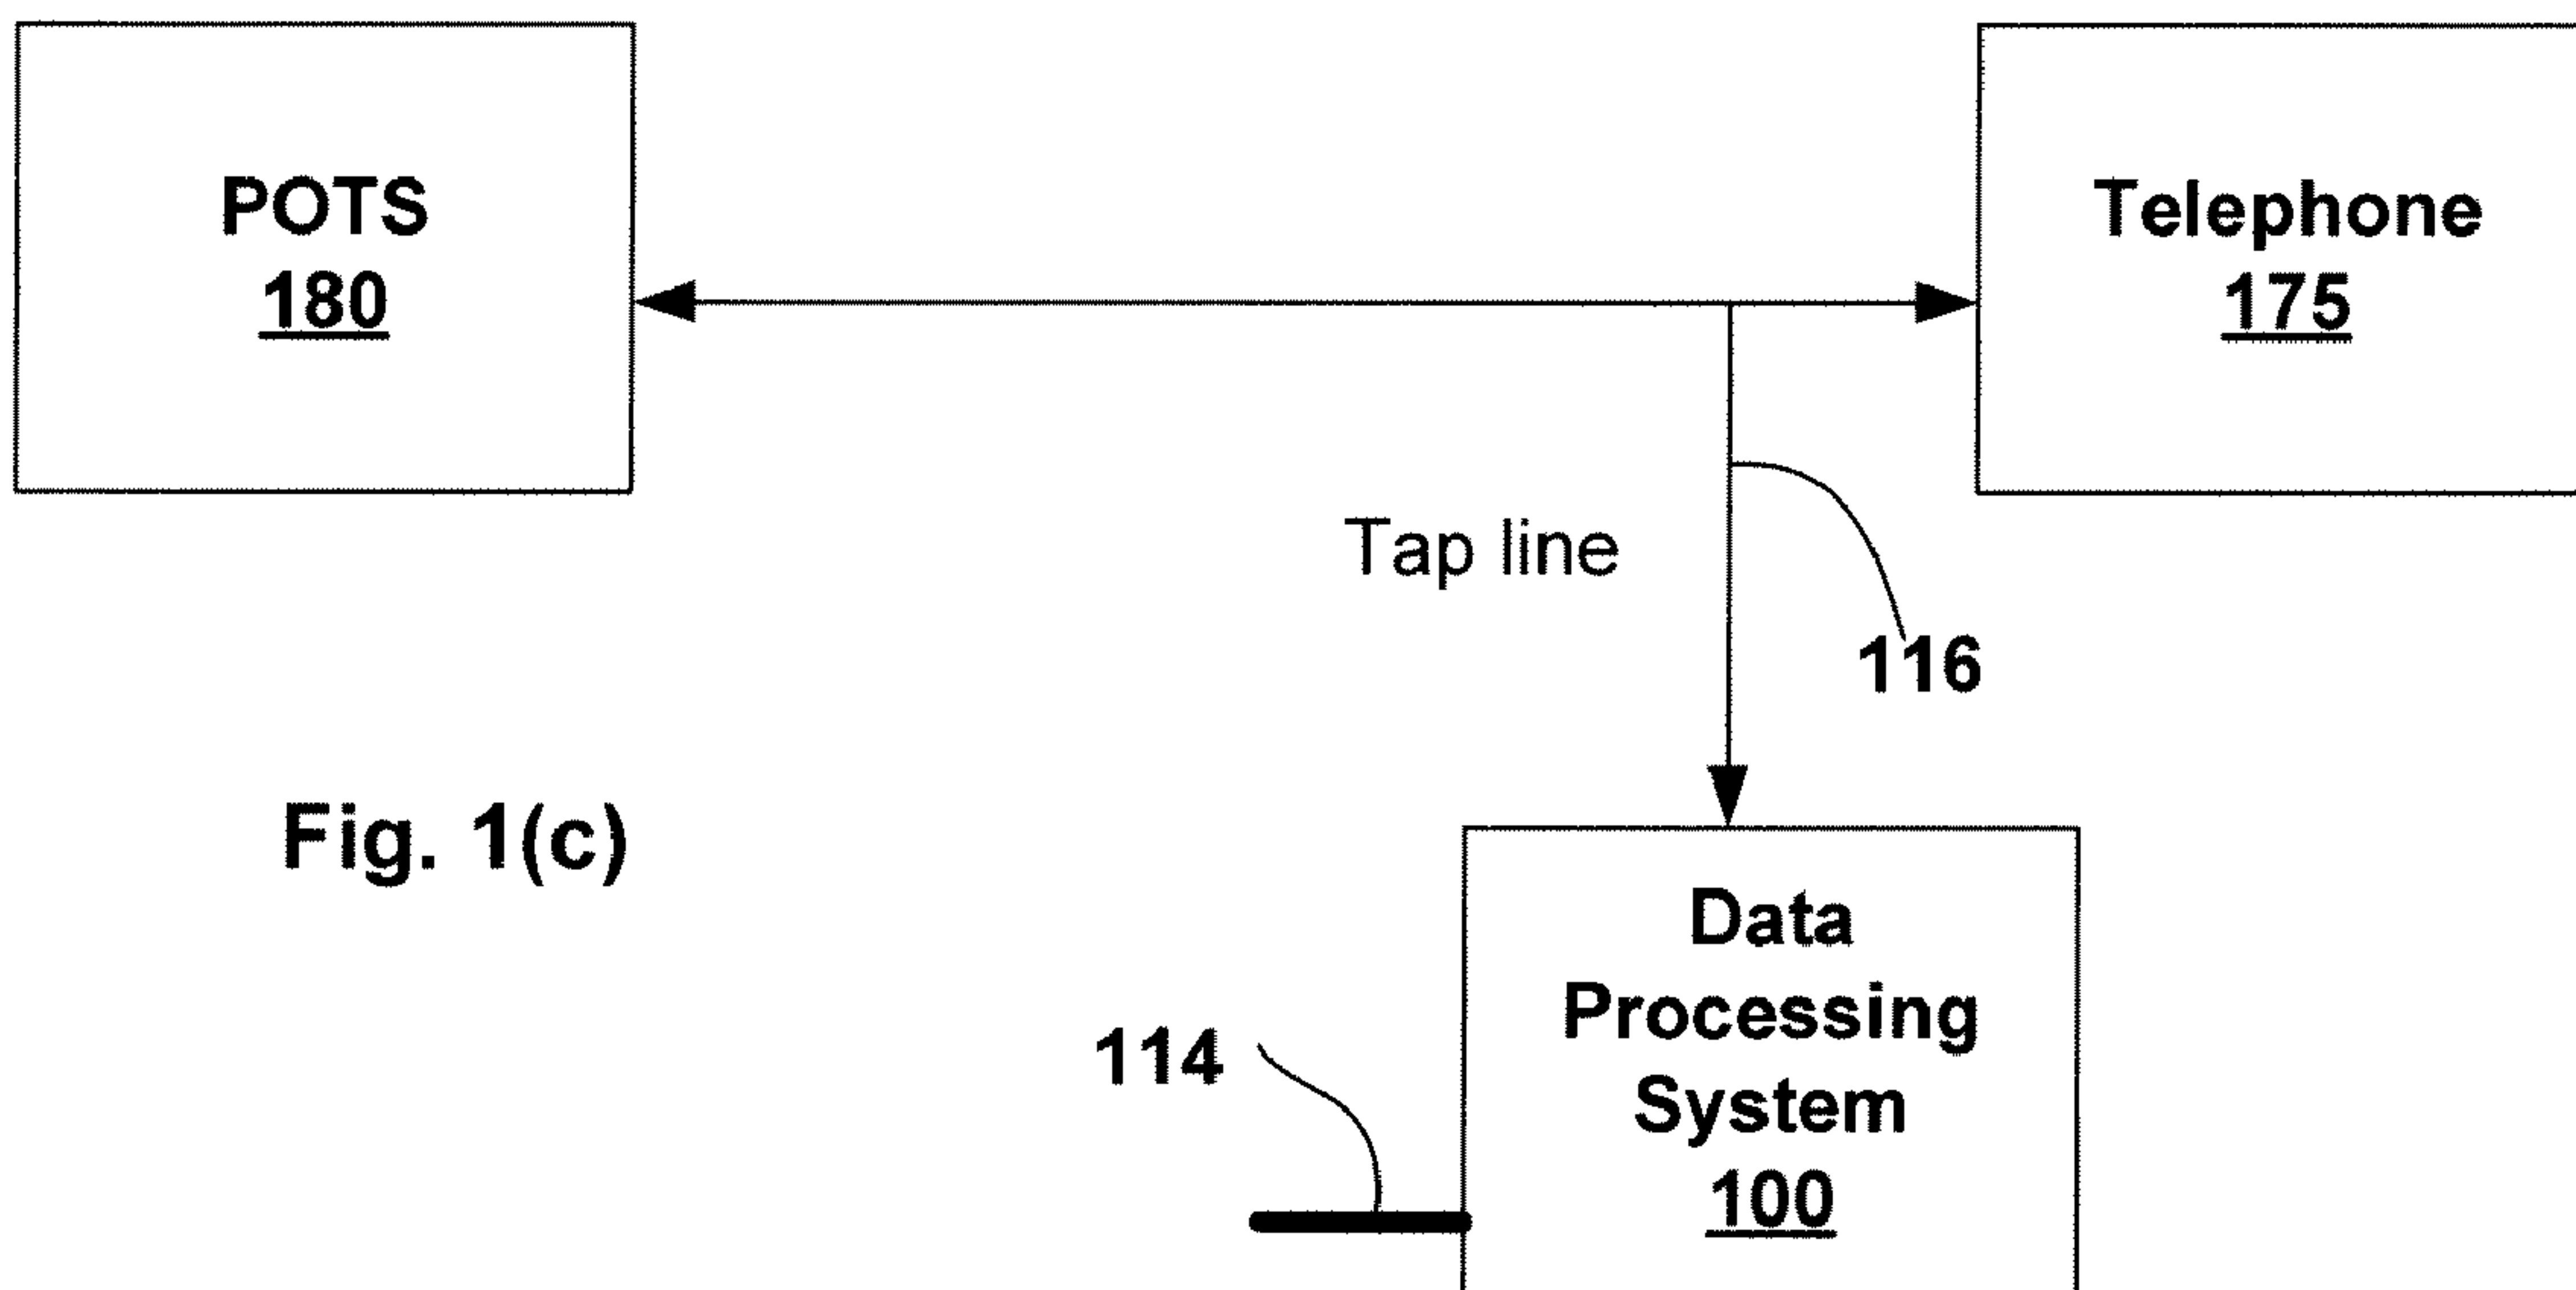 POTS
180
Telephone
175
Tap line
116
Fig. 1(c)
Data
Processing
System
100
114